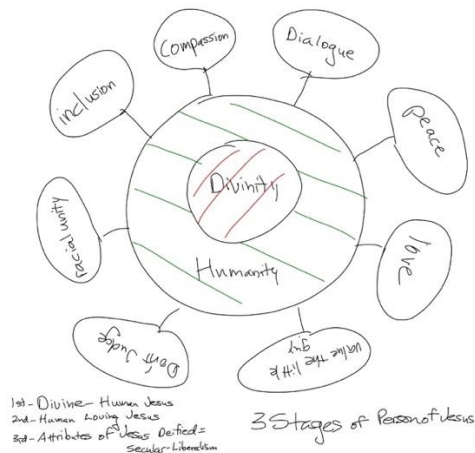 Compassion
Dialogue
inclusion
peace
Divinity
racial unity
love
Humanity
Don't Judge
value the little
guy
1st - Divine - Human Jesus
2nd - Human Loving Jesus
3rd - Attributes of Jesus Deified =
secular - Liberalism
3 Stages of Person of Jesus